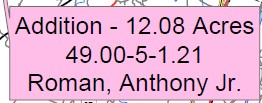 Addition - 12.08 Acres
49.00-5-1.21
Roman, Anthony Jr.